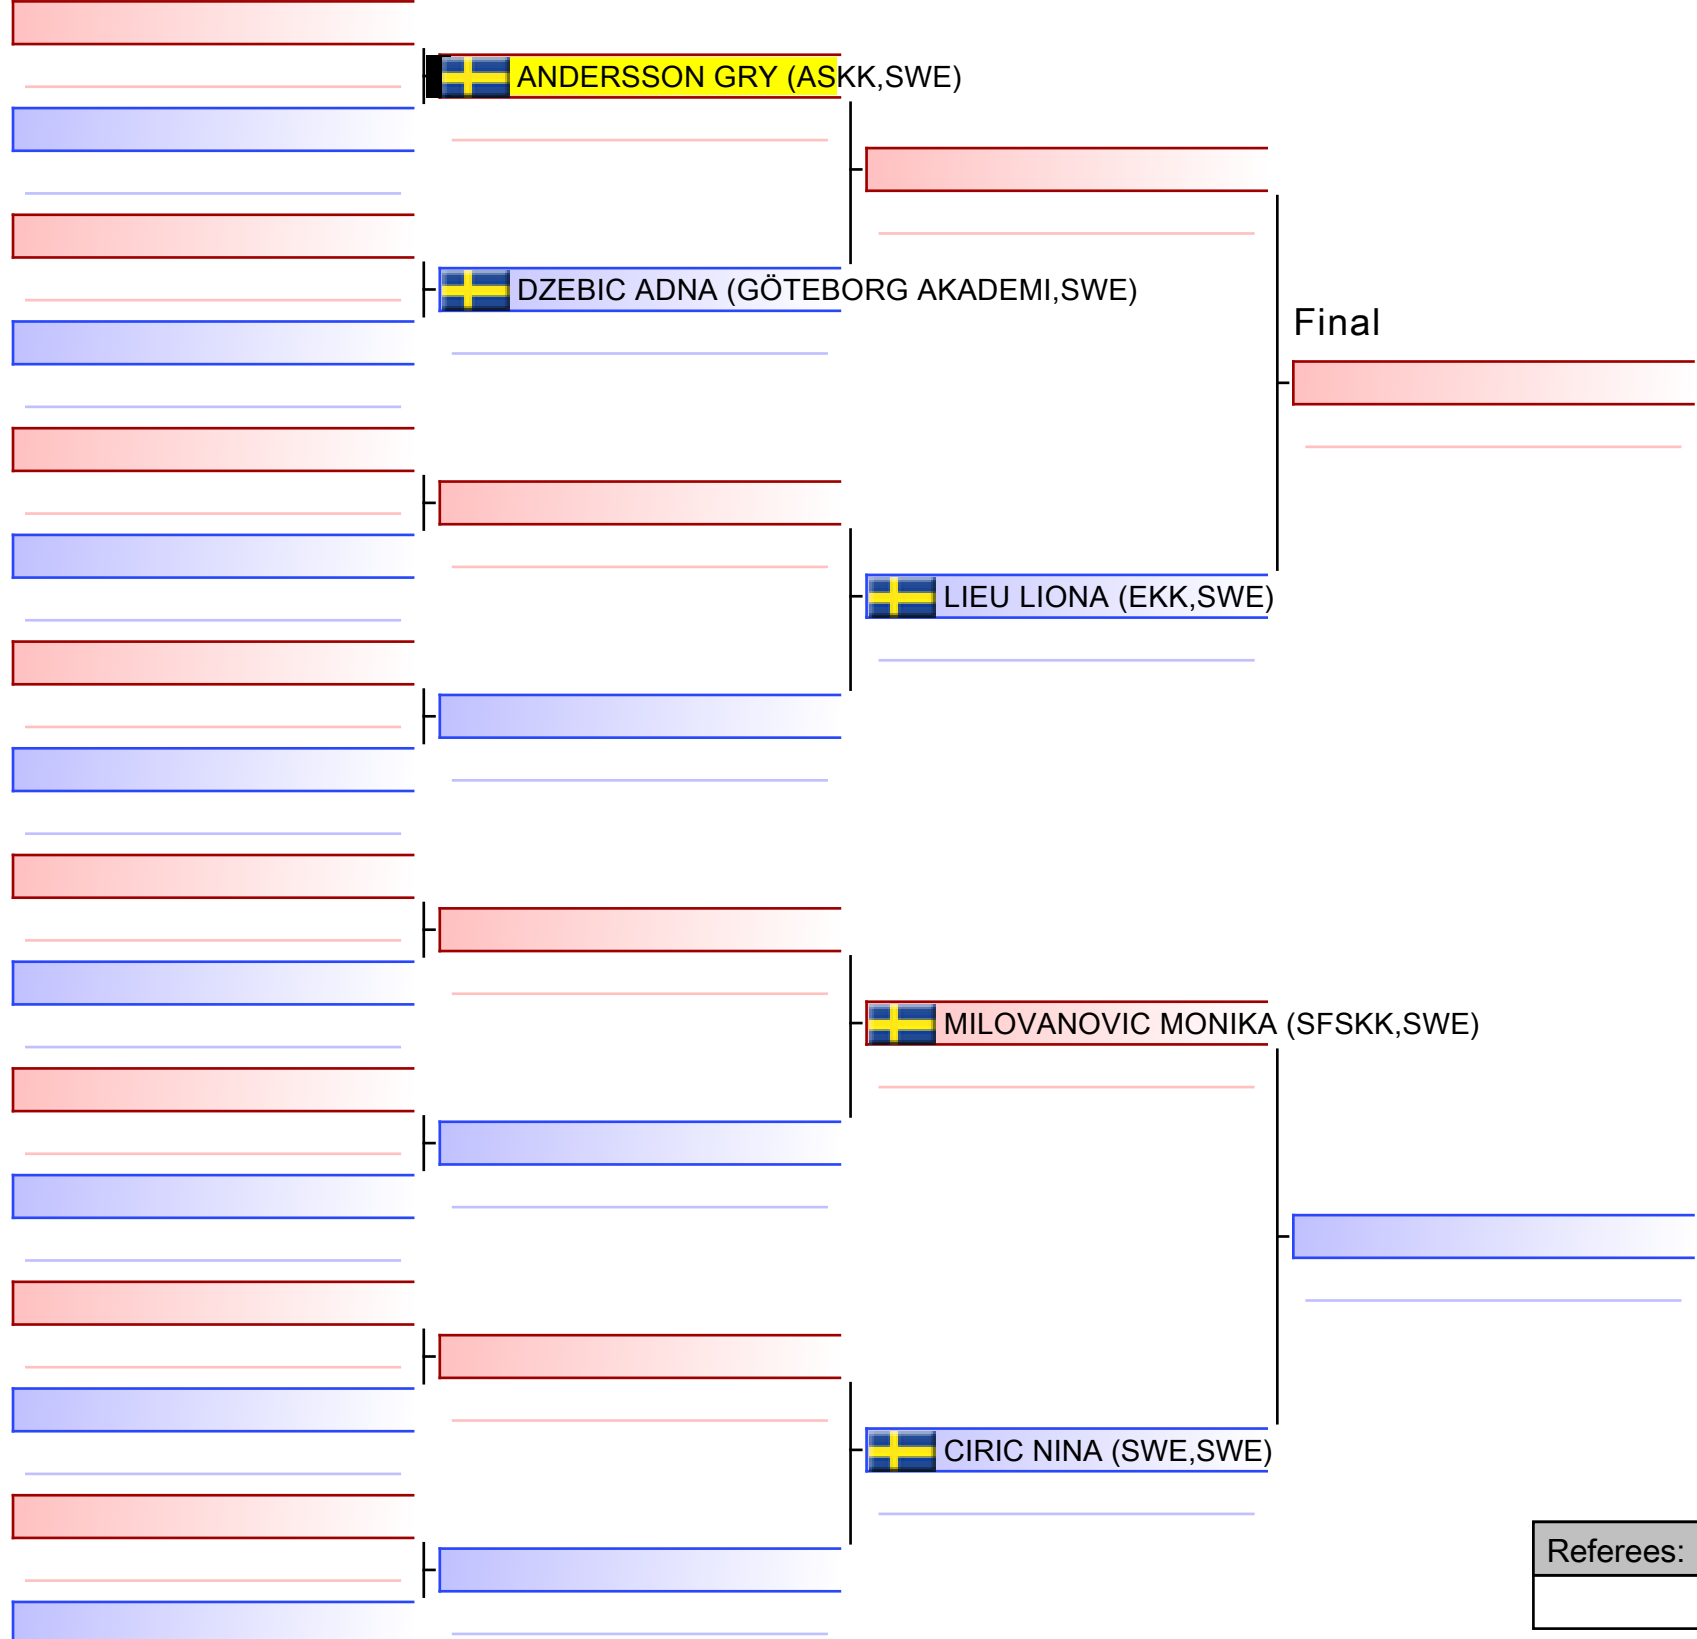 ANDERSSON GRY (ASKK,SWE)
DZEBIC ADNA (GÖTEBORG AKADEMI,SWE)
Final
LIEU LIONA (EKK,SWE)
MILOVANOVIC MONIKA (SFSKK,SWE)
CIRIC NINA (SWE,SWE)
Referees: